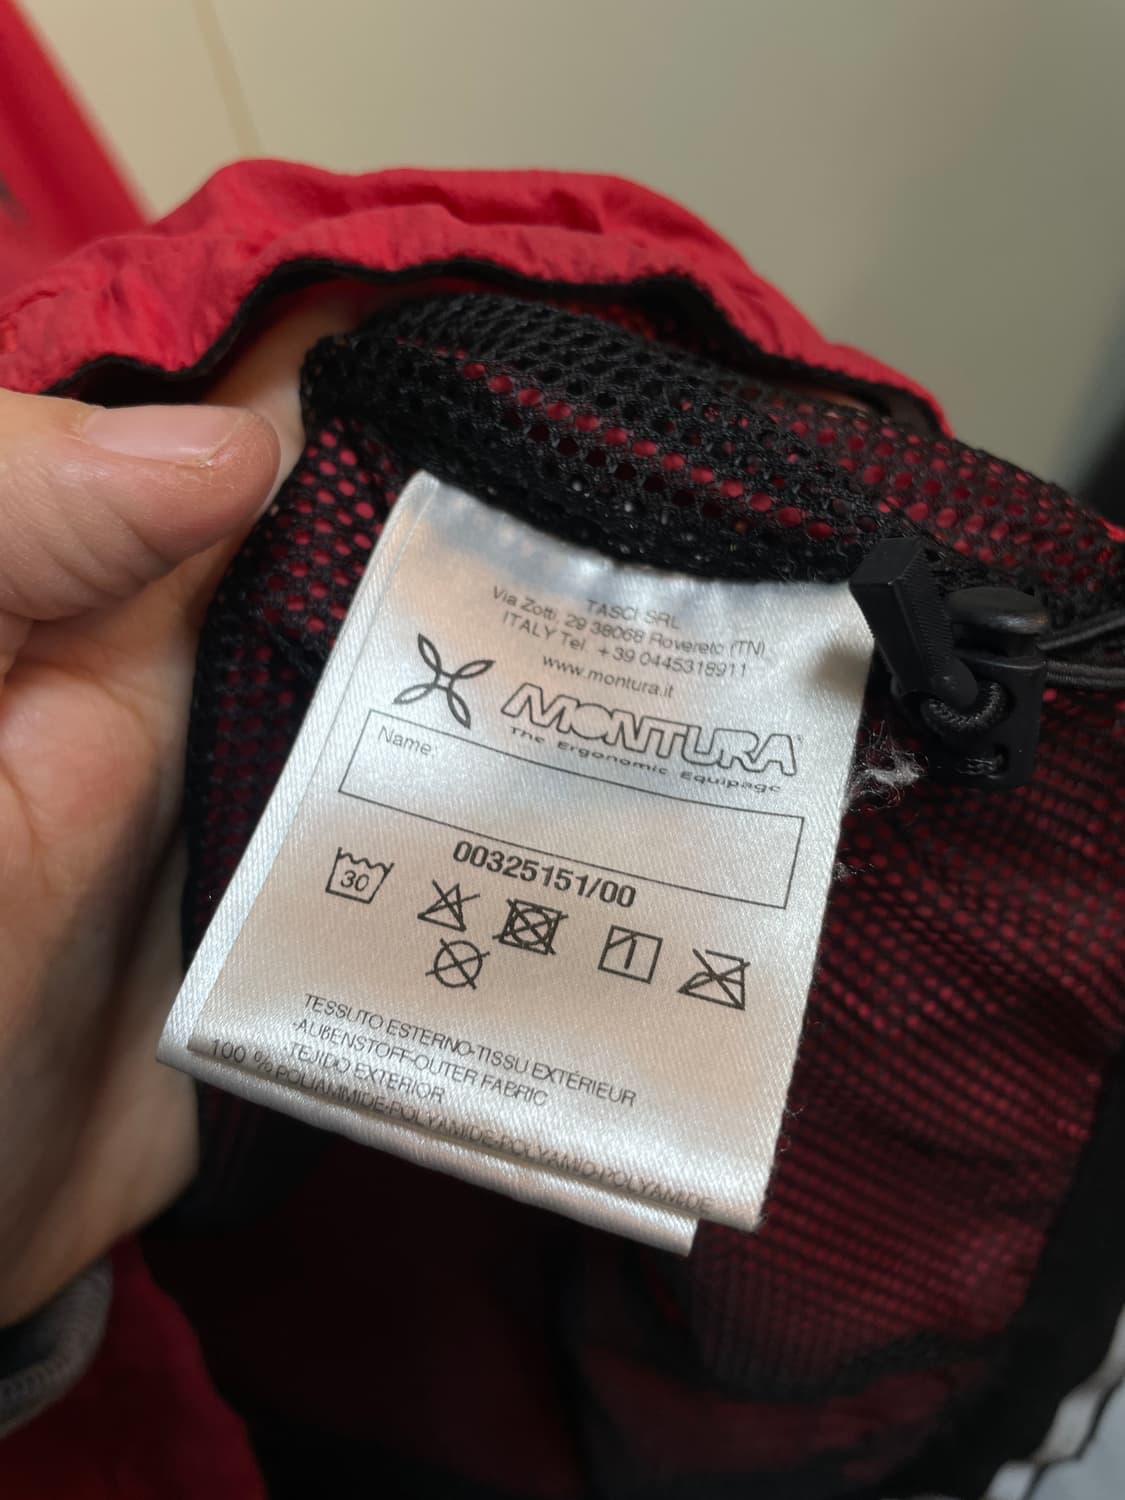 TASCI SRL
Via Zotti, 29 38068 Rovereto (TN)
ITALY Tel. +39 0445318911
www.montura.it
MONTURA
The Ergonomic Equipage
Name:
00325151/00
30
1
TESSUTO ESTERNO-TISSU EXTÉRIEUR
-AUßENSTOFF-OUTER FABRIC
-TEJIDO EXTERIOR
100 % POLIAMMIDE-POLYAMIDE-POLYAMID-POLYAMIDE